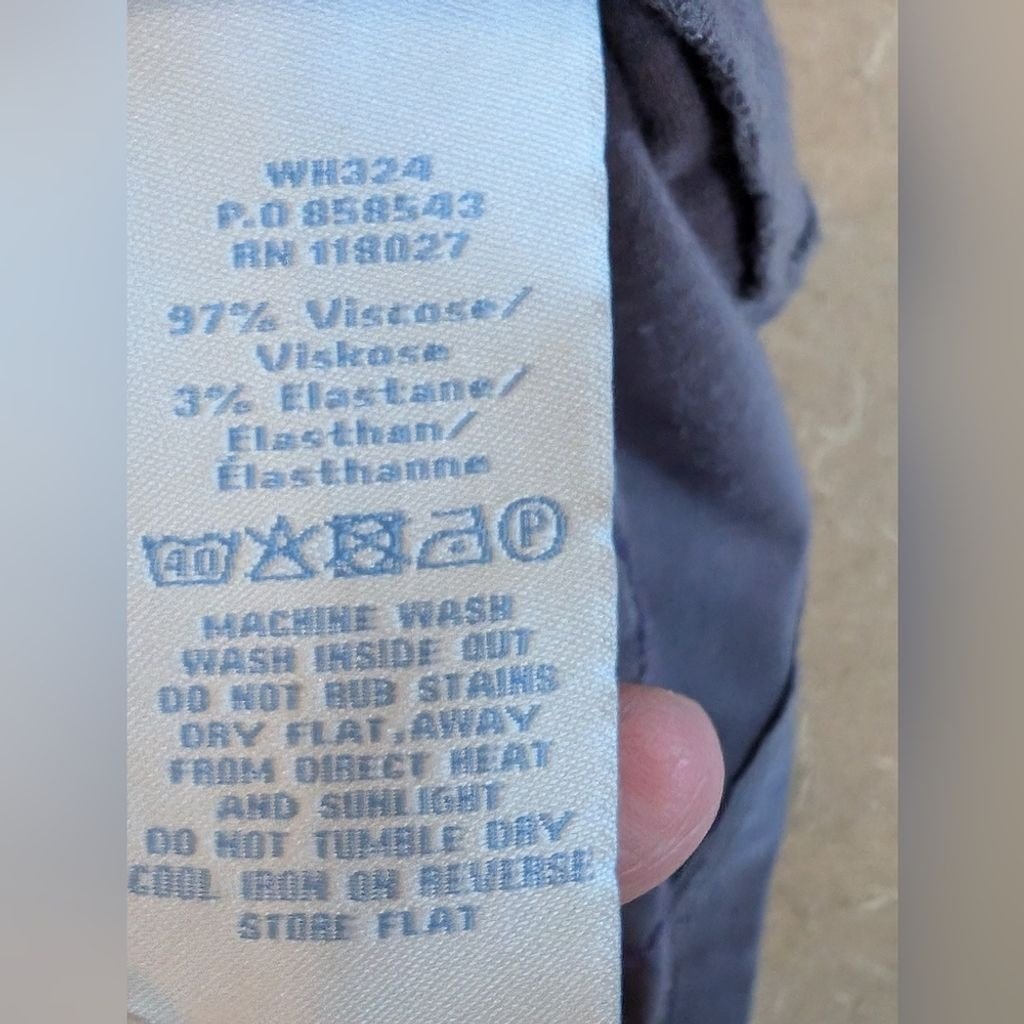 WH324
P.O 858543
RN 118027
97% Viscose/
Viskose
3% Elastane/
Elasthan/
Élasthanne
40 P
MACHINE WASH
WASH INSIDE OUT
DO NOT RUB STAINS
DRY FLAT,AWAY
FROM DIRECT HEAT
AND SUNLIGHT
DO NOT TUMBLE DRY
COOL IRON ON REVERSE
STORE FLAT